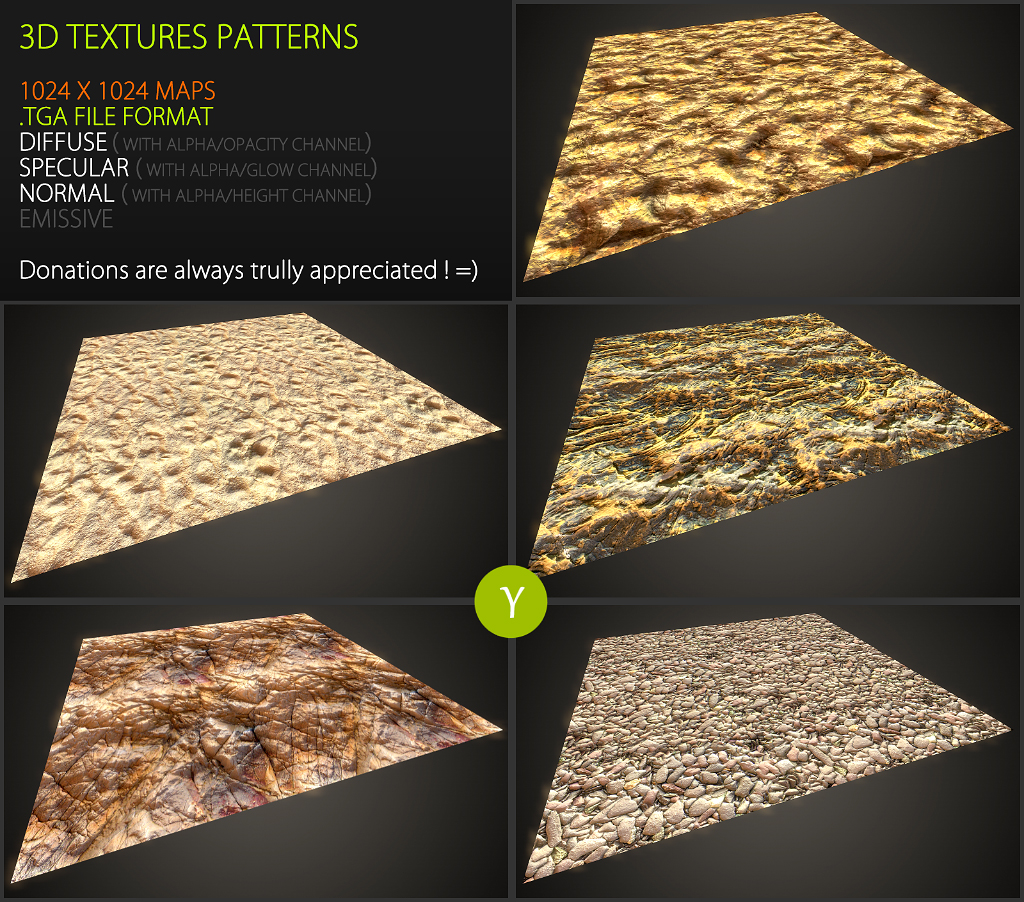 3D TEXTURES PATTERNS
1024 X 1024 MAPS
.TGA FILE FORMAT
DIFFUSE ( WITH ALPHA/OPACITY CHANNEL)
SPECULAR ( WITH ALPHA/GLOW CHANNEL)
NORMAL ( WITH ALPHA/HEIGHT CHANNEL)
EMISSIVE
Donations are always trully appreciated ! =)
Y